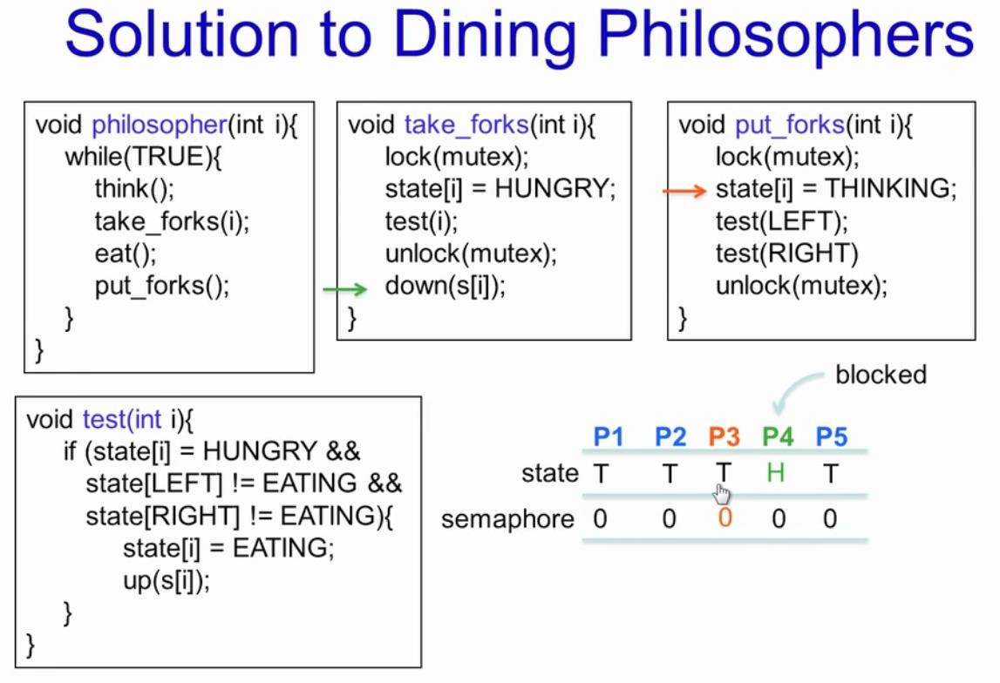 Solution to Dining Philosophers
void philosopher(int i){
while(TRUE){
think();
take_forks(i);
eat();
put_forks();
}
}
void take_forks(int i){
lock(mutex);
state[i] = HUNGRY;
test(i);
unlock(mutex);
down(s[i]);
}
void put_forks(int i){
lock(mutex);
state[i] = THINKING;
test(LEFT);
test(RIGHT)
unlock(mutex);
}
void test(int i){
if (state[i] = HUNGRY &&
state[LEFT] != EATING &&
state[RIGHT] != EATING){
state[i] = EATING;
up(s[i]);
}
}
blocked
P1 P2 P3 P4 P5
state T T T H T
semaphore 0 0 0 0 0